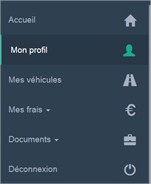 Accueil
Mon profil
Mes véhicules
Mes frais
€
Documents
Déconnexion